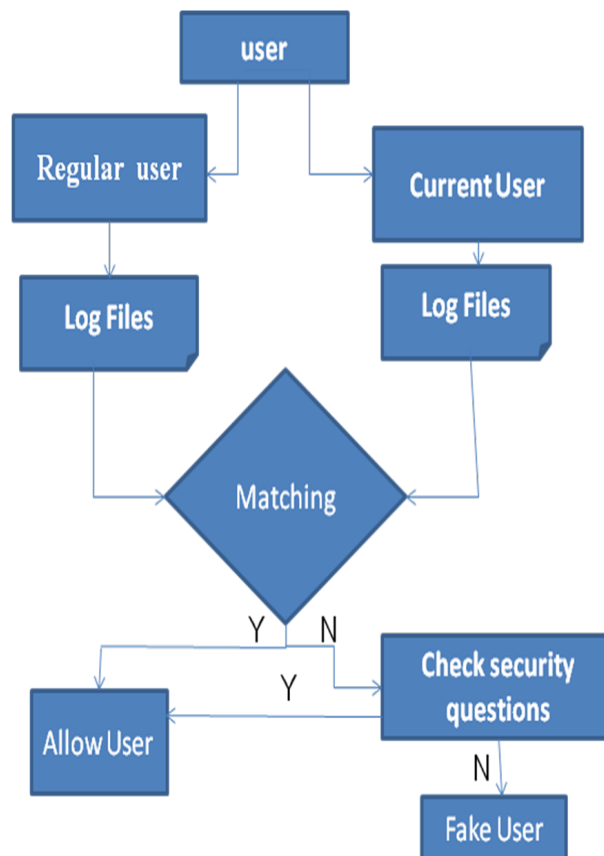 user
Regular user
Current User
Log Files
Log Files
Matching
Y
N
Check security
questions
Y
Allow User
N
Fake User